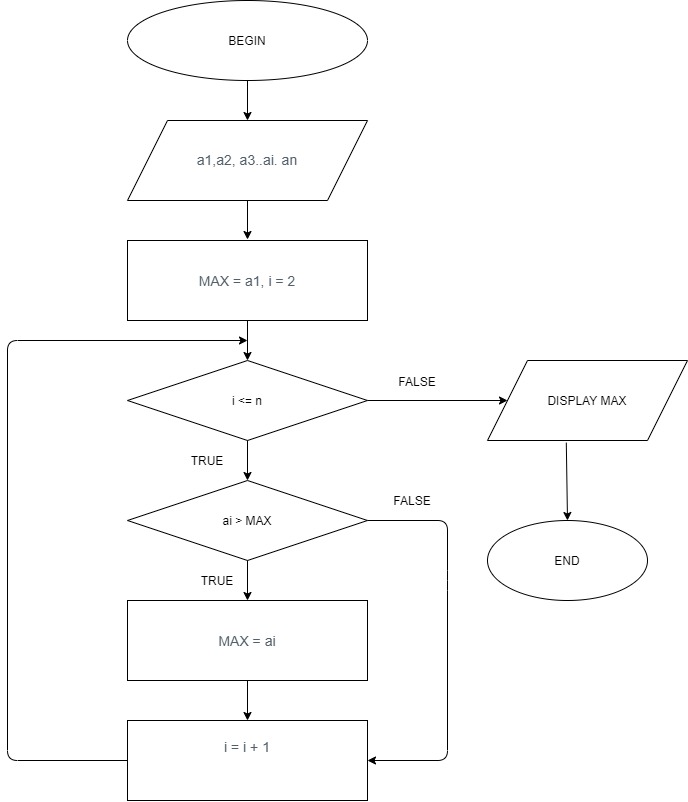 BEGIN
a1,a2, a3..ai. an
MAX = a1, i = 2
i <= n
FALSE
DISPLAY MAX
TRUE
ai > MAX
FALSE
END
TRUE
MAX = ai
i = i + 1